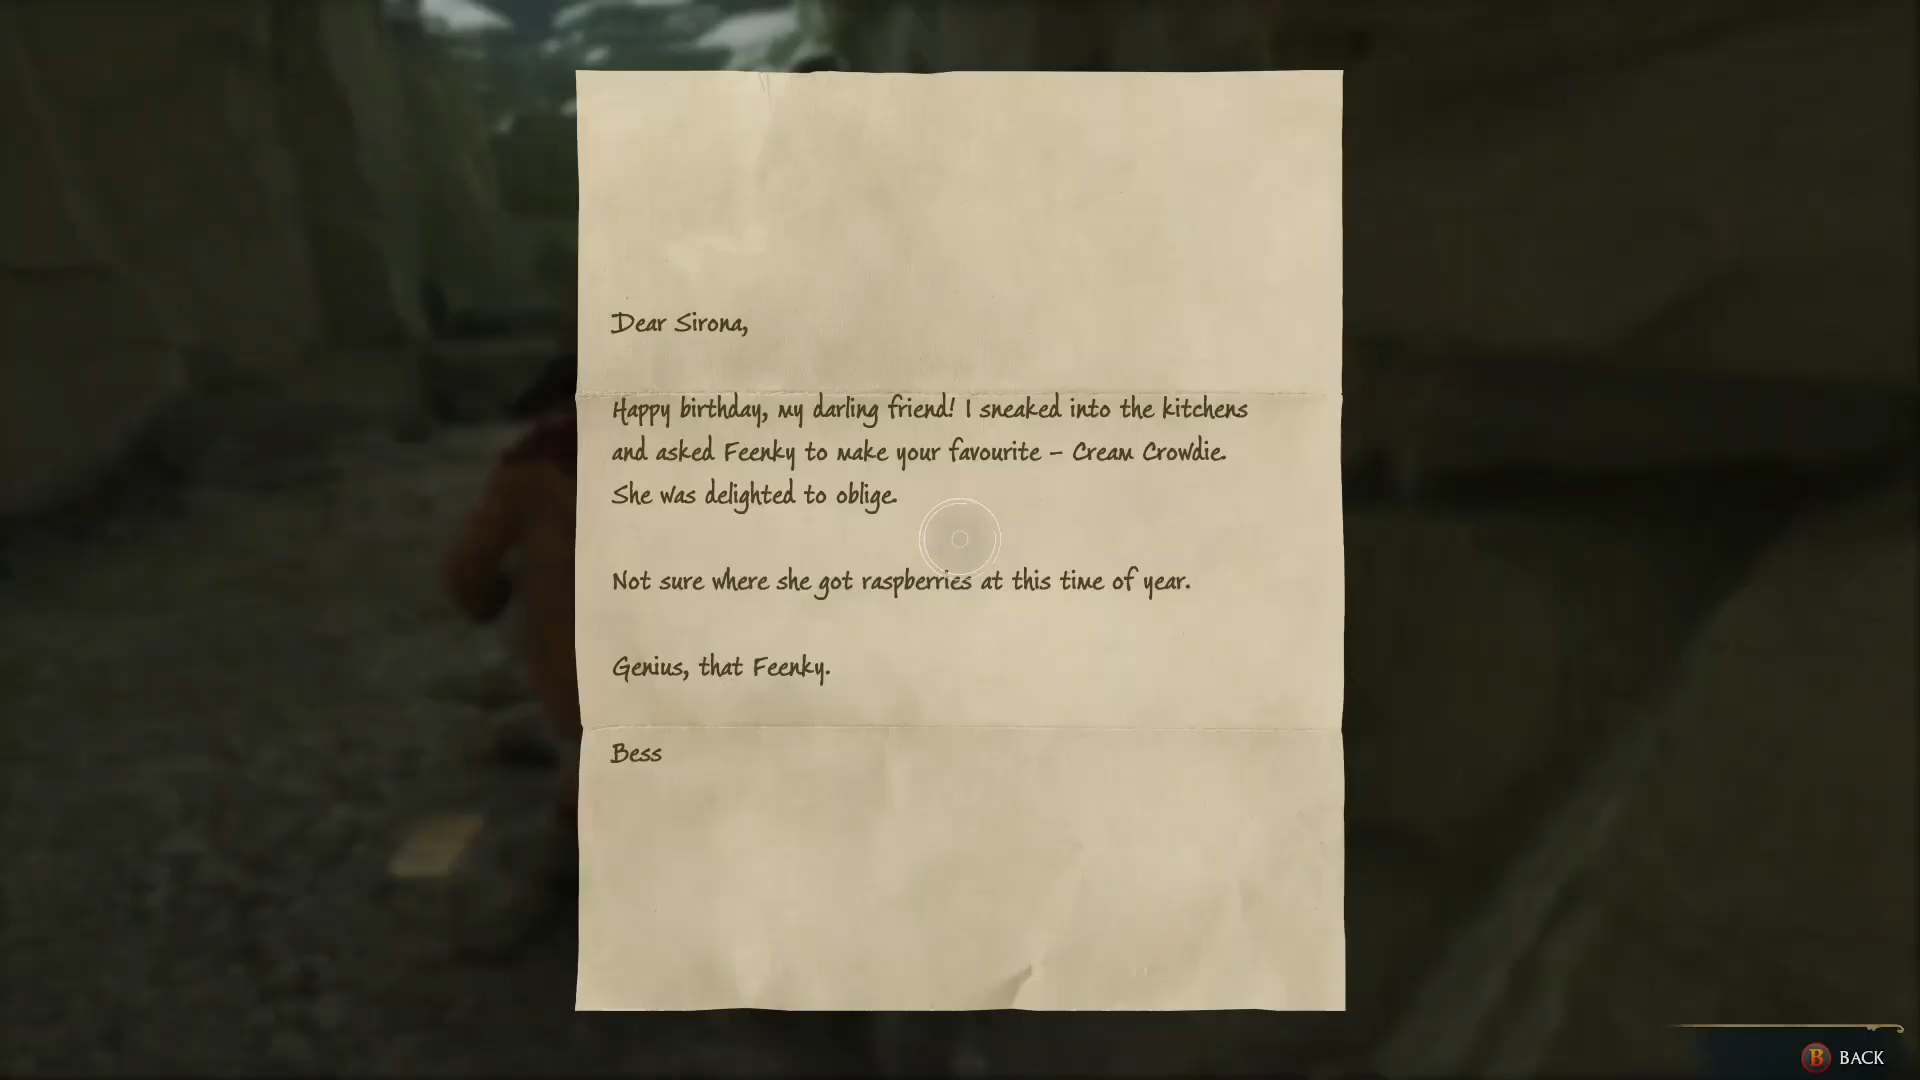 Dear Sirona,
Happy birthday, my darling friend! I sneaked into the kitchens
and asked Feenky to make your favourite – Cream Crowdie.
She was delighted to oblige.
Not sure where she got raspberries at this time of year.
Genius, that Feenky.
Bess
B BACK